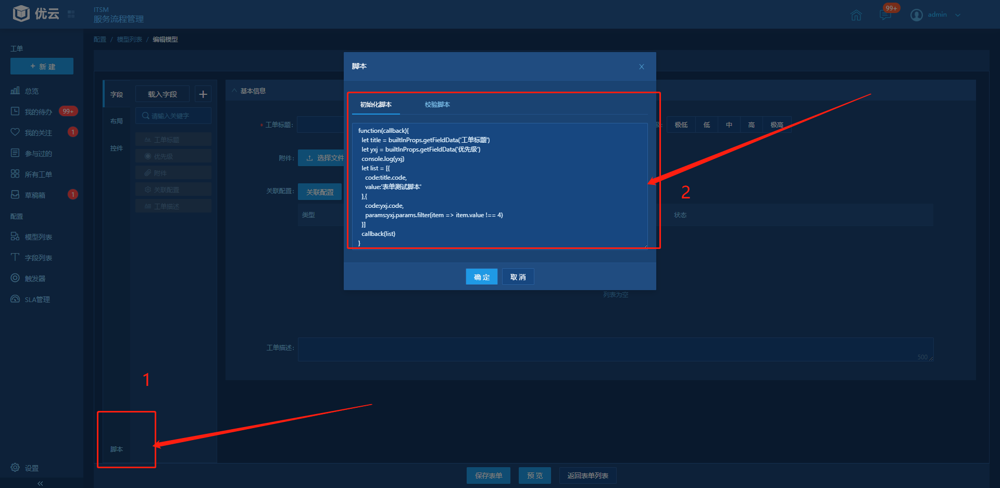 优云
ITSM
服务流程管理
99+
admin
配置 / 模型列表 / 编辑模型
工单
+ 新 建
总览
我的待办
99+
我的关注
1
参与过的
所有工单
草稿箱
1
配置
模型列表
字段列表
触发器
SLA管理
设置
字段
布局
控件
脚本
载入字段
请输入关键字
工单标题
优先级
附件
关联配置
工单描述
基本信息
* 工单标题:
级:
极低
低
中
高
极高
附件:
选择文件
关联配置:
关联配置
类型
状态
列表为空
工单描述:
500
脚本
X
初始化脚本
校验脚本
function(callback){
let title = builtInProps.getFieldData('工单标题')
let yxj = builtInProps.getFieldData('优先级')
console.log(yxj)
let list = [{
code:title.code,
value:'表单测试脚本'
},{
code:yxj.code,
params:yxj.params.filter(item => item.value !== 4)
}]
callback(list)
}
确 定
取 消
1
2
保存表单
预 览
返回表单列表